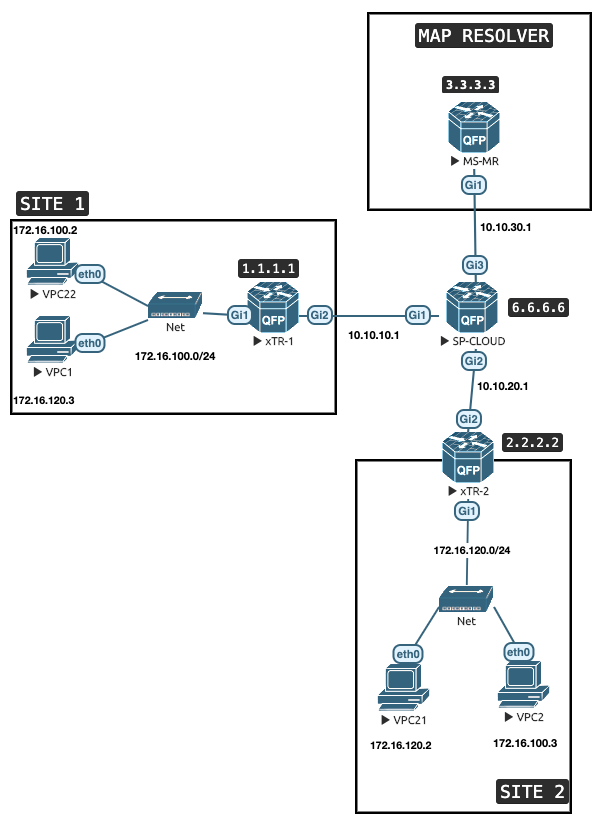 MAP RESOLVER
3.3.3.3
QFP
MS-MR
Gi1
10.10.30.1
SITE 1
172.16.100.2
eth0
VPC22
1.1.1.1
Gi3
Net
Gi1
QFP
Gi2
xTR-1
10.10.10.1
Gi1
QFP
6.6.6.6
SP-CLOUD
eth0
VPC1
172.16.100.0/24
172.16.120.3
Gi2
10.10.20.1
Gi2
2.2.2.2
QFP
xTR-2
Gi1
172.16.120.0/24
Net
eth0
eth0
VPC21
VPC2
172.16.120.2
172.16.100.3
SITE 2